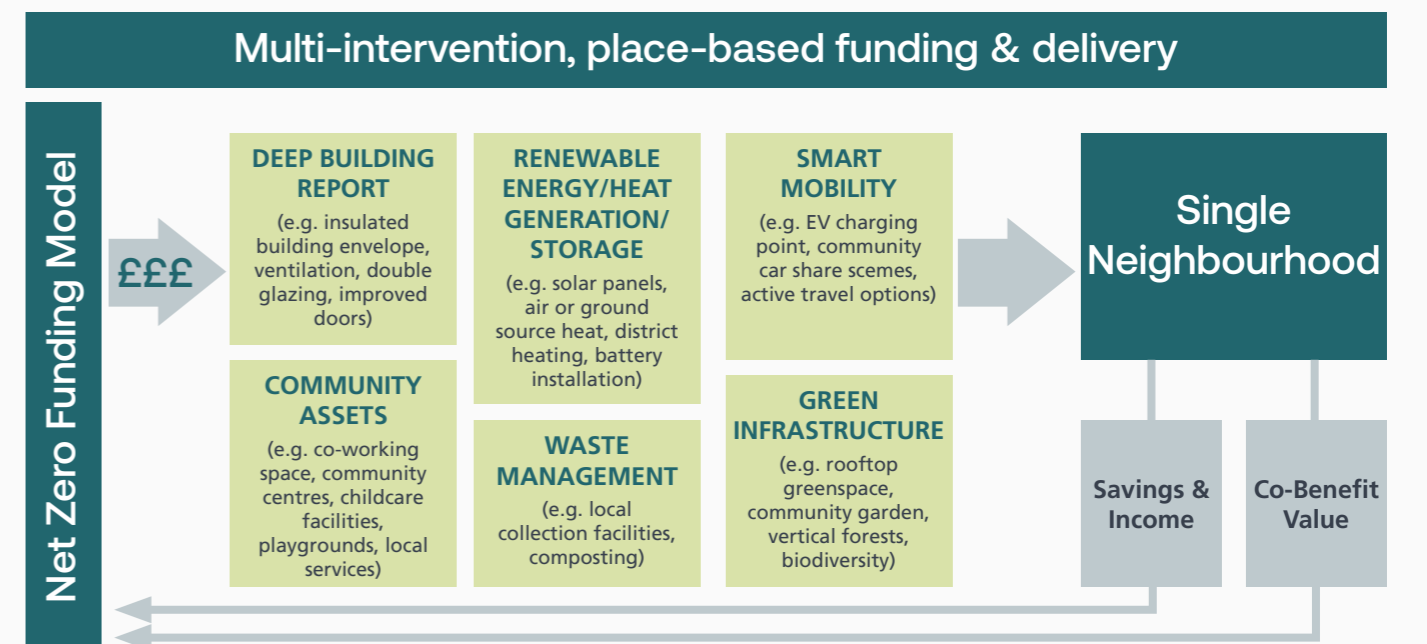 Multi-intervention, place-based funding & delivery
Net Zero Funding Model
£££
DEEP BUILDING
REPORT
(e.g. insulated
building envelope,
ventilation, double
glazing, improved
doors)
COMMUNITY
ASSETS
(e.g. co-working
space, community
centres, childcare
facilities,
playgrounds, local
services)
RENEWABLE
ENERGY/HEAT
GENERATION/
STORAGE
(e.g. solar panels,
air or ground
source heat, district
heating, battery
installation)
WASTE
MANAGEMENT
(e.g. local
collection facilities,
composting)
SMART
MOBILITY
(e.g. EV charging
point, community
car share scemes,
active travel options)
GREEN
INFRASTRUCTURE
(e.g. rooftop
greenspace,
community garden,
vertical forests,
biodiversity)
Single
Neighbourhood
Savings &
Income
Co-Benefit
Value